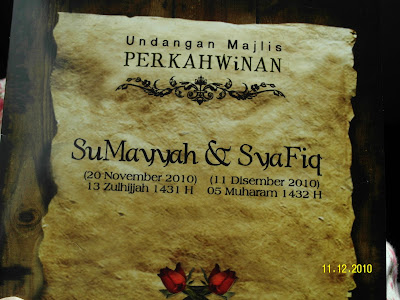 Undangan Majlis
PERKAHWiNAN
SuMayyah & SyaFiq
(20 November 2010) (11 Disember 2010)
13 Zulhijjah 1431 H 05 Muharam 1432 H
11.12.2010